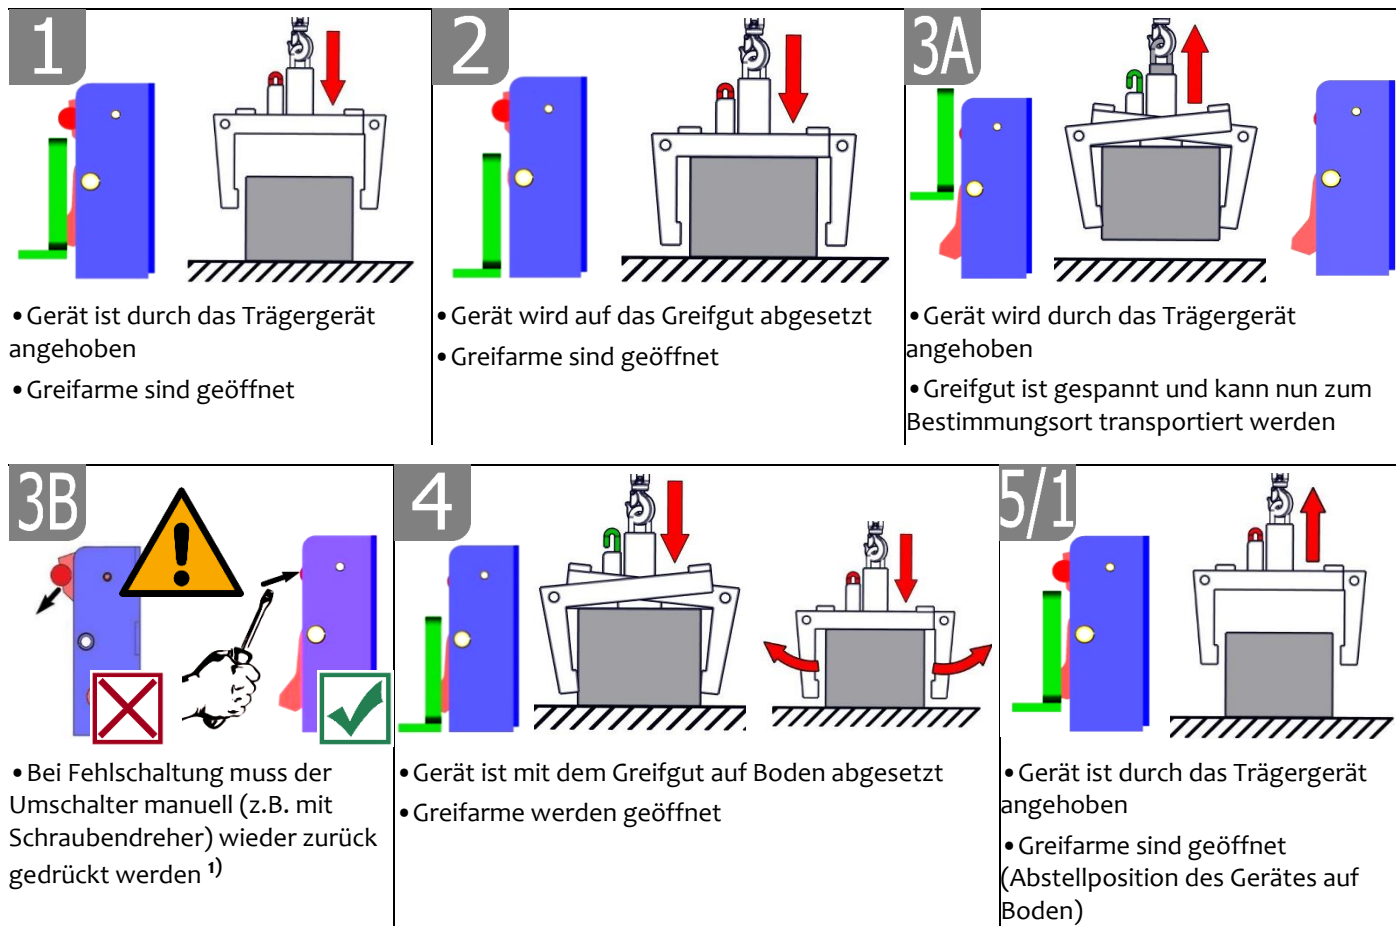 1
• Gerät ist durch das Trägergerät
angehoben
• Greifarme sind geöffnet
2
• Gerät wird auf das Greifgut abgesetzt
• Greifarme sind geöffnet
3A
• Gerät wird durch das Trägergerät
angehoben
• Greifgut ist gespannt und kann nun zum
Bestimmungsort transportiert werden
3B
• Bei Fehlschaltung muss der
Umschalter manuell (z.B. mit
Schraubendreher) wieder zurück
gedrückt werden 1)
4
• Gerät ist mit dem Greifgut auf Boden abgesetzt
• Greifarme werden geöffnet
5/1
• Gerät ist durch das Trägergerät
angehoben
• Greifarme sind geöffnet
(Abstellposition des Gerätes auf
Boden)